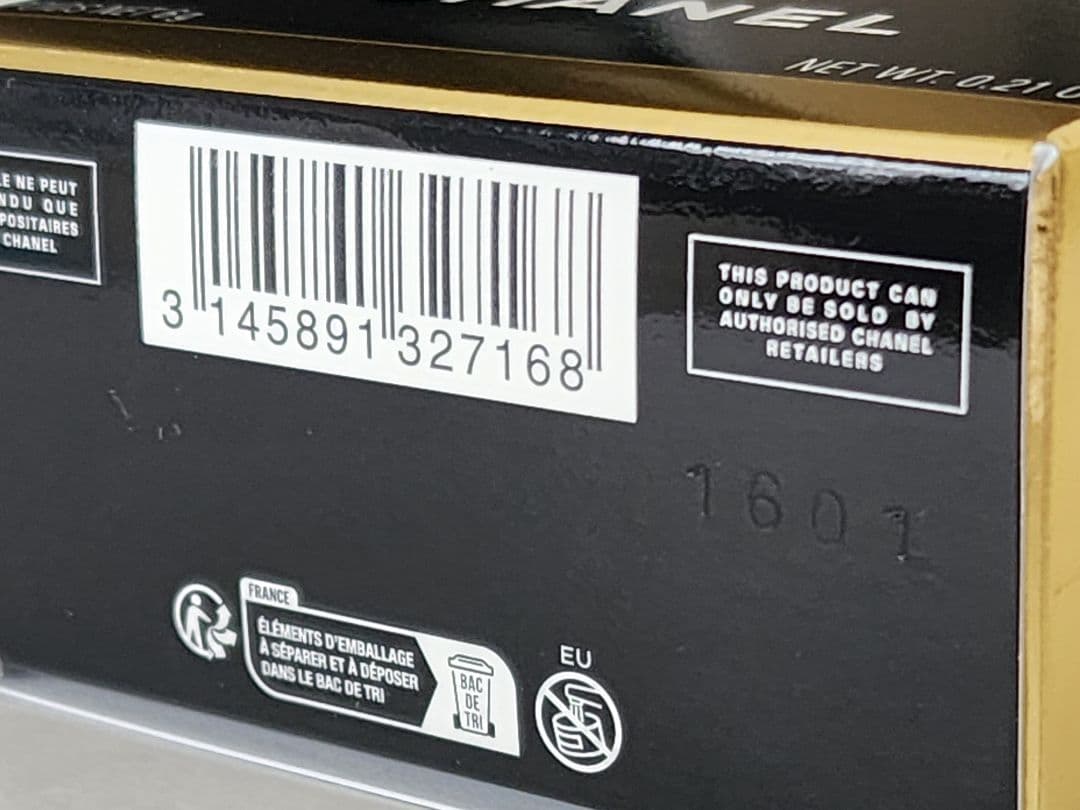 HANEL
NET WT. 0.21 O
LE NE PEUT
NDU QUE
POSITAIRES
CHANEL
3 145891 327168
THIS PRODUCT CAN
ONLY BE SOLD BY
AUTHORISED CHANEL
RETAILERS
1601
FRANCE
ÉLÉMENTS D'EMBALLAGE
À SÉPARER ET À DÉPOSER
DANS LE BAC DE TRI
BAC
DE
TRI
EU